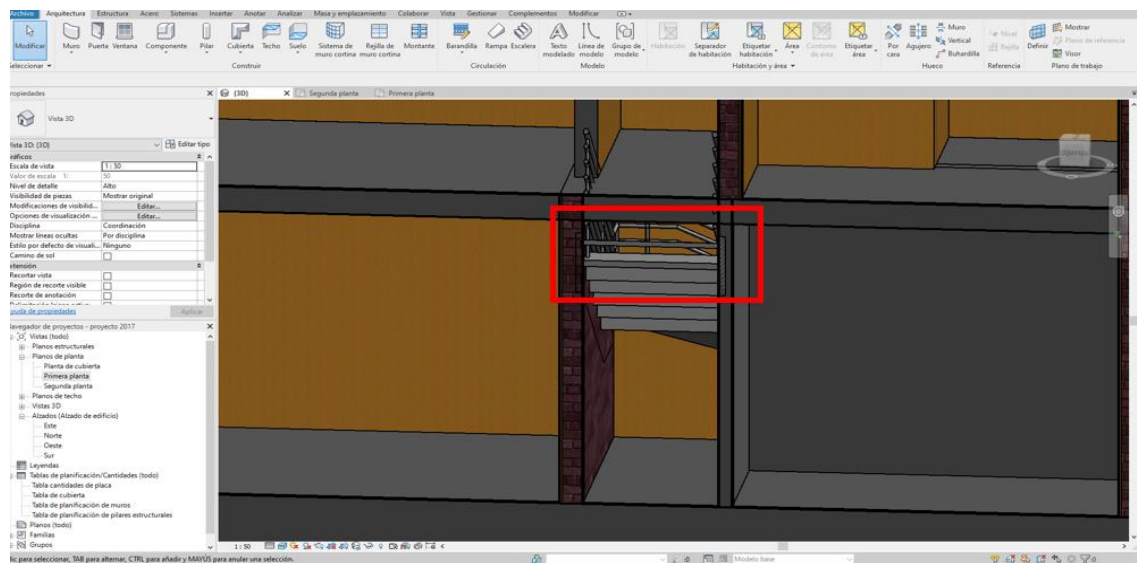 Archivo Arquitectura Estructura Acero Sistemas Insertar Anotar Analizar Masa y emplazamiento Colaborar Vista Gestionar Complementos Modificar
Modificar Muro Puerta Ventana Componente Pilar Cubierta Techo Suelo Sistema de muro cortina Rejilla de muro cortina Montante Barandilla Rampa Escalera Texto modelado Línea de modelo Grupo de modelo Habitación Separador de habitación Etiquetar habitación Área Contorno de área Etiquetar área Por cara Agujero Muro Vertical Buhardilla Nivel Rejilla Definir Mostrar Plano de referencia Visor
Seleccionar Construir Circulación Modelo Habitación y área Hueco Referencia Plano de trabajo
ropiedades X {3D} X Segunda planta Primera planta
Vista 3D
Vista 3D: {3D} Editar tipo
ráficos
Escala de vista 1 : 50
Valor de escala 1: 50
Nivel de detalle Alto
Visibilidad de piezas Mostrar original
Modificaciones de visibilid... Editar...
Opciones de visualización ... Editar...
Disciplina Coordinación
Mostrar líneas ocultas Por disciplina
Estilo por defecto de visuali... Ninguno
Camino de sol
xtensión
Recortar vista
Región de recorte visible
Recorte de anotación
yuda de propiedades Aplicar
lavegador de proyectos - proyecto 2017 X
Vistas (todo)
Planos estructurales
Planos de planta
Planta de cubierta
Primera planta
Segunda planta
Planos de techo
Vistas 3D
Alzados (Alzado de edificio)
Este
Norte
Oeste
Sur
Leyendas
Tablas de planificación/Cantidades (todo)
Tabla cantidades de placa
Tabla de cubierta
Tabla de planificación de muros
Tabla de planificación de pilares estructurales
Planos (todo)
Familias
Grupos
1 : 50
lic para seleccionar, TAB para alternar, CTRL para añadir y MAYÚS para anular una selección. Modelo base